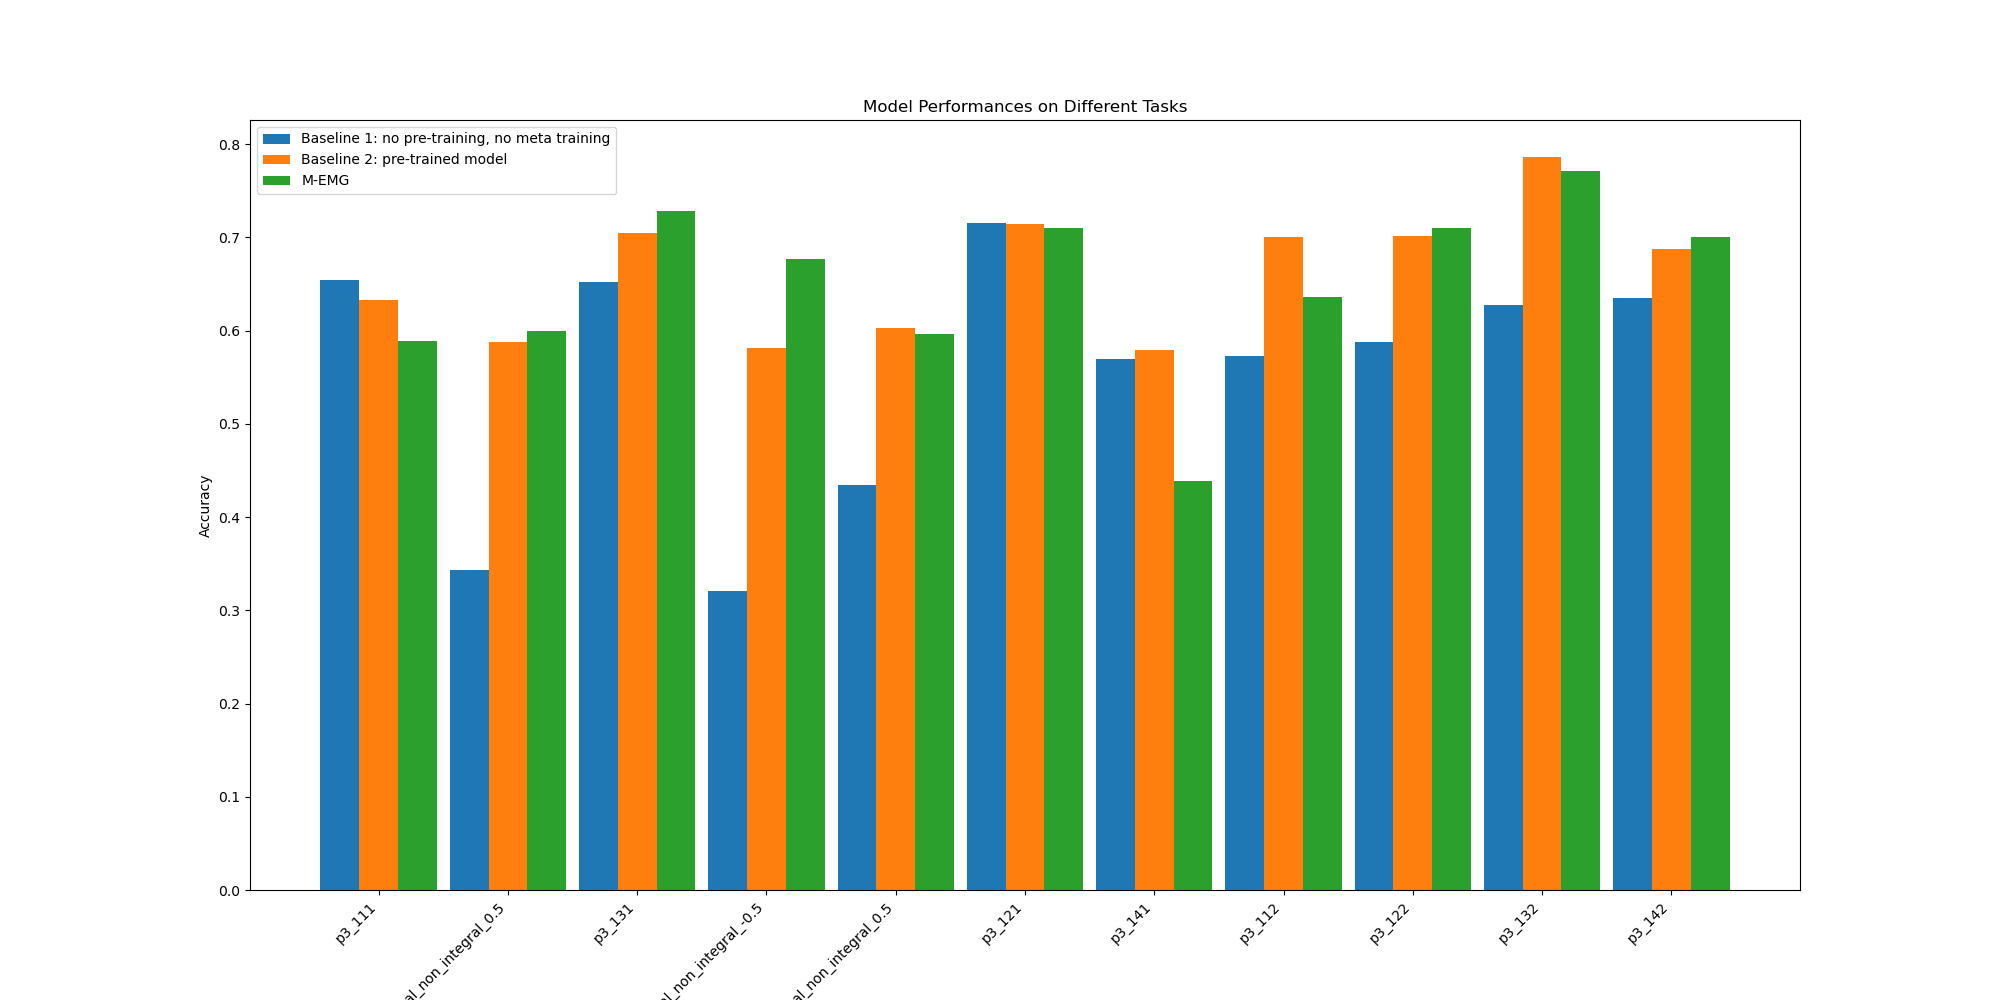 Model Performances on Different Tasks
Baseline 1: no pre-training, no meta training
Baseline 2: pre-trained model
M-EMG
Accuracy
0.8
0.7
0.6
0.5
0.4
0.3
0.2
0.1
0.0
p3_111
al_non_integral_0.5
p3_131
al_non_integral_-0.5
al_non_integral_0.5
p3_121
p3_141
p3_112
p3_122
p3_132
p3_142